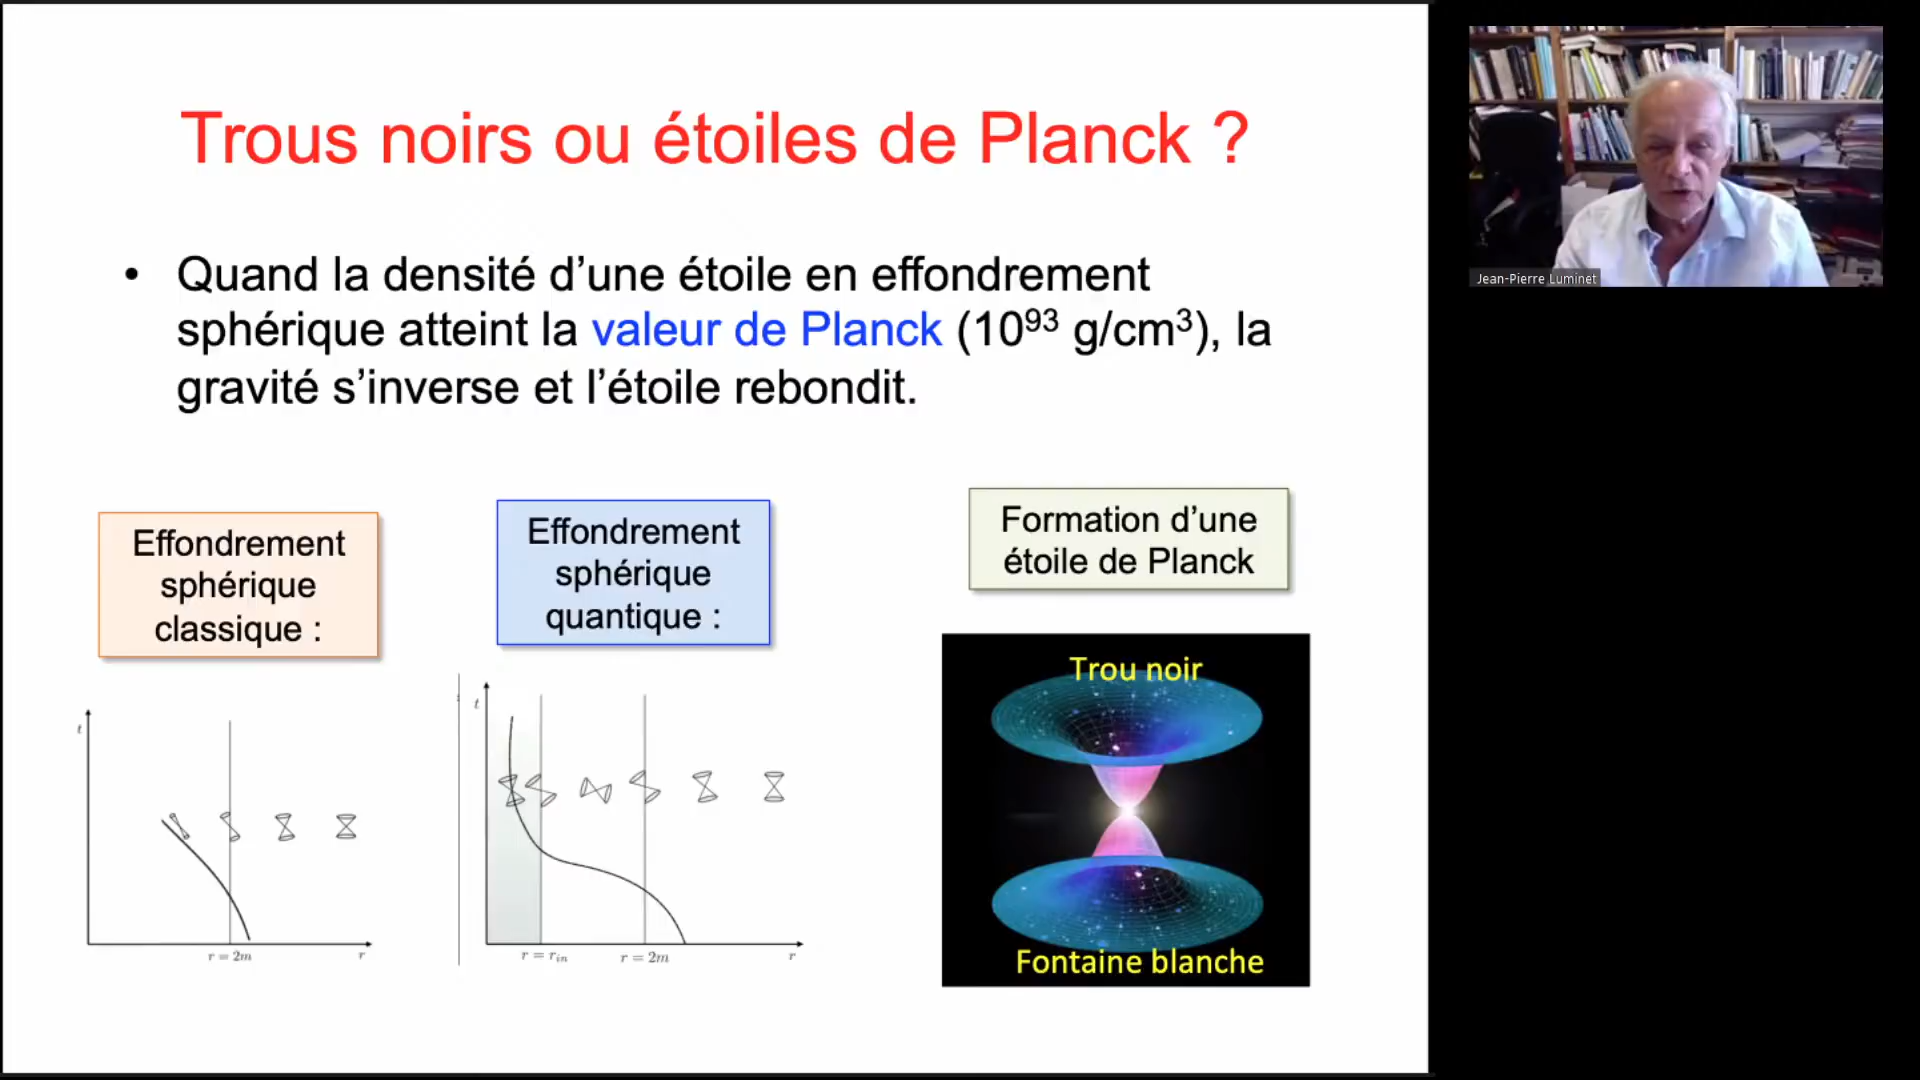 Trous noirs ou étoiles de Planck ?
• Quand la densité d’une étoile en effondrement
sphérique atteint la valeur de Planck (10⁹³ g/cm³), la
gravité s’inverse et l’étoile rebondit.
Effondrement
sphérique
classique :
t
r = 2m
r
Effondrement
sphérique
quantique :
t
r = rᵢₙ
r = 2m
r
Formation d’une
étoile de Planck
Trou noir
Fontaine blanche
Jean-Pierre Luminet